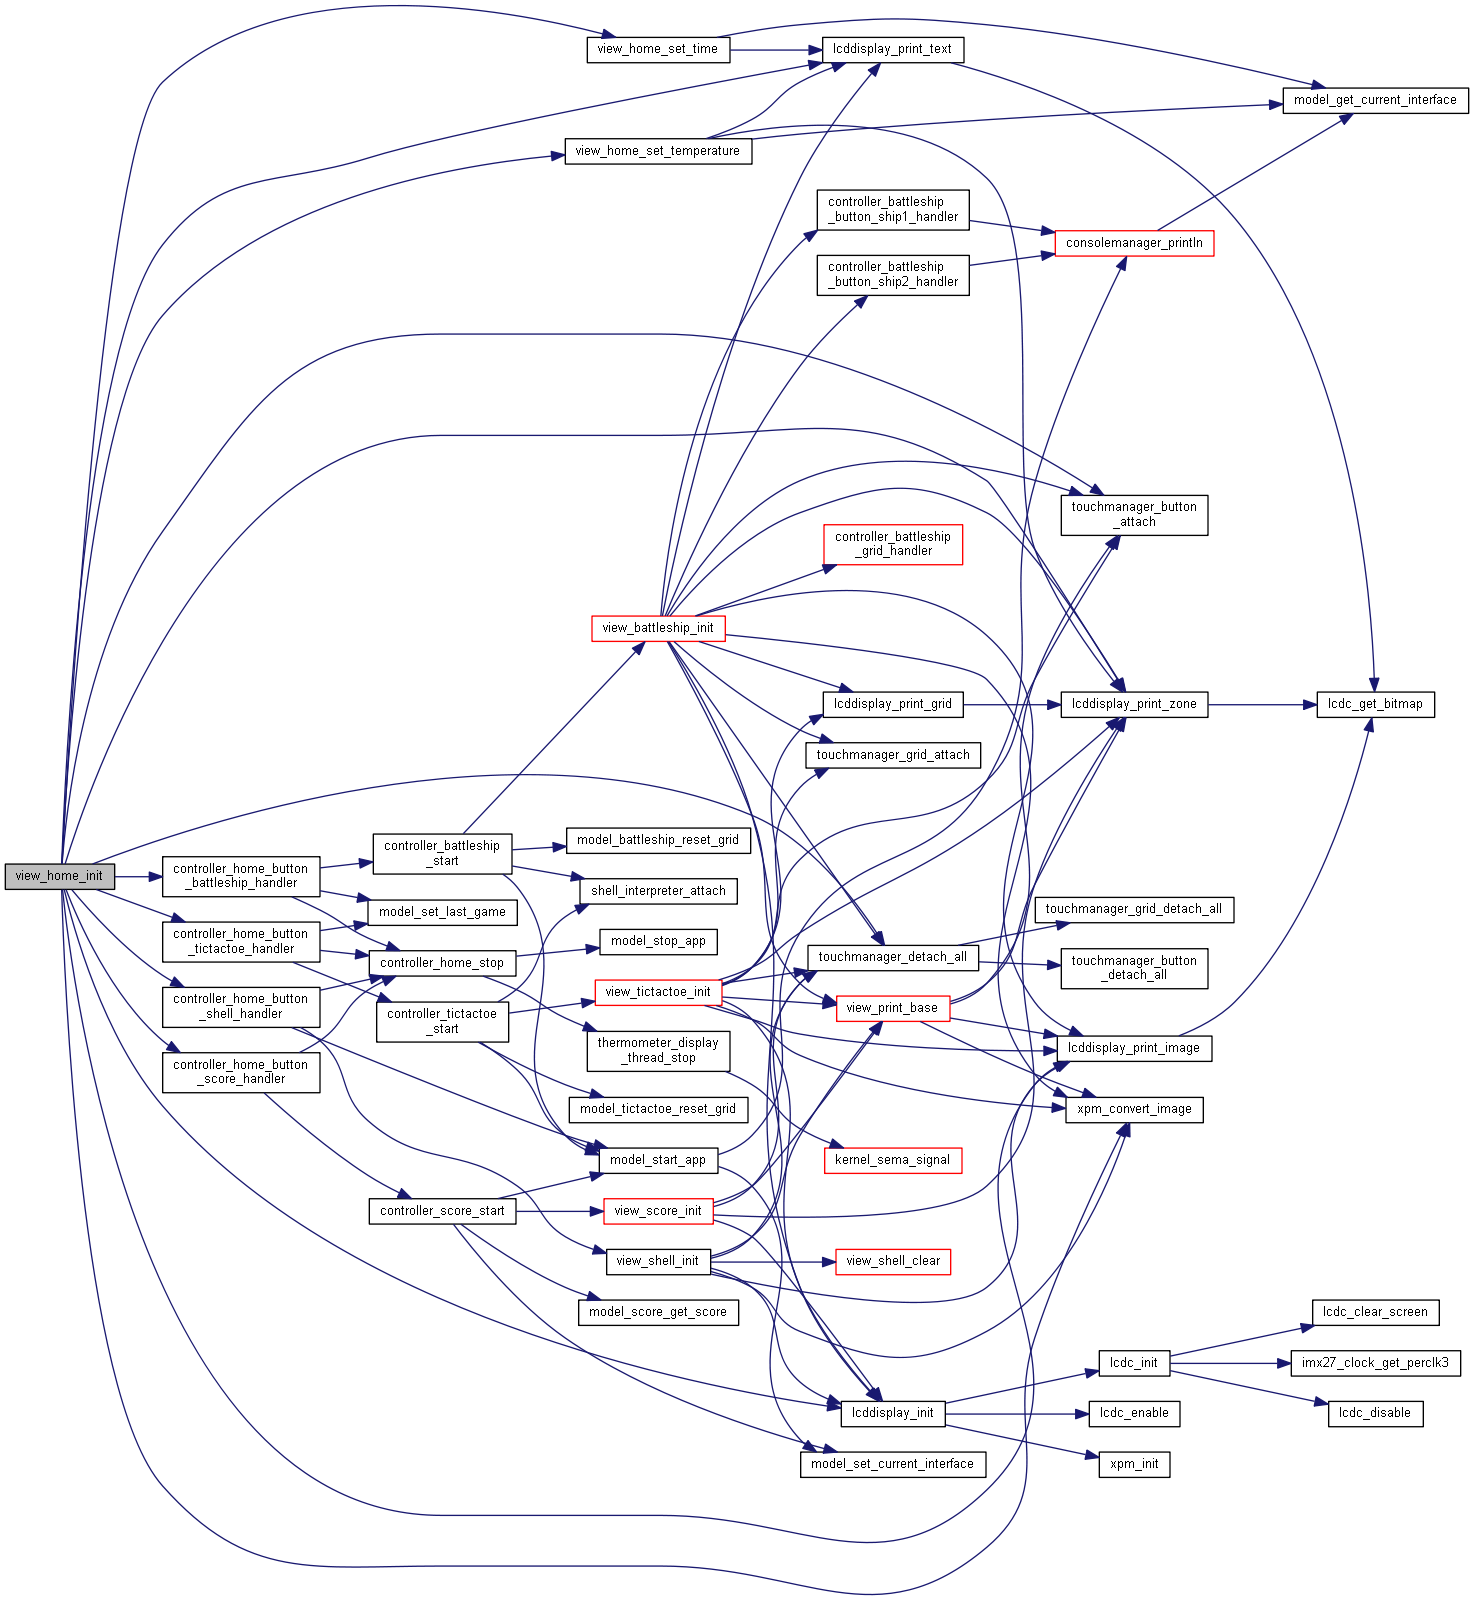 view_home_set_time
lcddisplay_print_text
model_get_current_interface
view_home_set_temperature
controller_battleship
_button_ship1_handler
consolemanager_println
controller_battleship
_button_ship2_handler
touchmanager_button
_attach
controller_battleship
_grid_handler
view_battleship_init
lcddisplay_print_grid
lcddisplay_print_zone
lcdc_get_bitmap
touchmanager_grid_attach
model_battleship_reset_grid
controller_battleship
_start
view_home_init
controller_home_button
_battleship_handler
shell_interpreter_attach
model_set_last_game
touchmanager_grid_detach_all
controller_home_button
_tictactoe_handler
model_stop_app
controller_home_stop
touchmanager_detach_all
touchmanager_button
_detach_all
view_tictactoe_init
controller_home_button
_shell_handler
controller_tictactoe
_start
view_print_base
thermometer_display
_thread_stop
lcddisplay_print_image
controller_home_button
_score_handler
model_tictactoe_reset_grid
xpm_convert_image
model_start_app
kernel_sema_signal
controller_score_start
view_score_init
view_shell_init
view_shell_clear
model_score_get_score
lcdc_clear_screen
lcdc_init
imx27_clock_get_perclk3
lcddisplay_init
lcdc_enable
lcdc_disable
model_set_current_interface
xpm_init